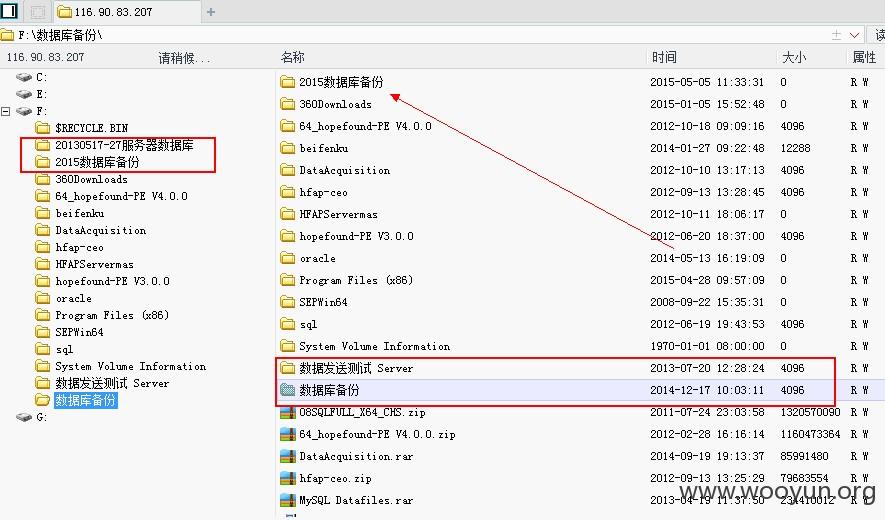 116.90.83.207
F:\数据库备份\
读
116.90.83.207 请稍候... 名称 时间 大小 属性
C:
E:
F:
$RECYCLE.BIN
20130517-27服务器数据库
2015数据库备份
360Downloads
64_hopefound-PE V4.0.0
beifenku
DataAcquisition
hfap-ceo
HFAPServermas
hopefound-PE V3.0.0
oracle
Program Files (x86)
SEPWin64
sql
System Volume Information
数据发送测试 Server
数据库备份
G:
2015数据库备份 2015-05-05 11:33:31 0 R W
360Downloads 2015-01-05 15:52:48 0 R W
64_hopefound-PE V4.0.0 2012-10-18 09:09:16 4096 R W
beifenku 2014-01-27 09:22:48 12288 R W
DataAcquisition 2012-10-10 13:17:13 4096 R W
hfap-ceo 2012-09-13 13:28:45 4096 R W
HFAPServermas 2012-10-11 18:06:17 0 R W
hopefound-PE V3.0.0 2012-06-20 18:37:00 4096 R W
oracle 2014-05-13 16:19:09 0 R W
Program Files (x86) 2015-04-28 09:57:09 0 R W
SEPWin64 2008-09-22 15:35:31 0 R W
sql 2012-06-19 19:43:53 4096 R W
System Volume Information 1970-01-01 08:00:00 0 R W
数据发送测试 Server 2013-07-20 12:28:24 4096 R W
数据库备份 2014-12-17 10:03:11 4096 R W
08SQLFULL_X64_CHS.zip 2011-07-24 23:03:58 1320570090 R W
64_hopefound-PE V4.0.0.zip 2012-02-28 16:16:14 1160473364 R W
DataAcquisition.rar 2014-09-19 19:13:37 85991480 R W
hfap-ceo.zip 2012-09-13 13:25:29 79683554 R W
MySQL Datafiles.rar 2013-04-19 11:37:50 234410012 R W
www.wooyun.org